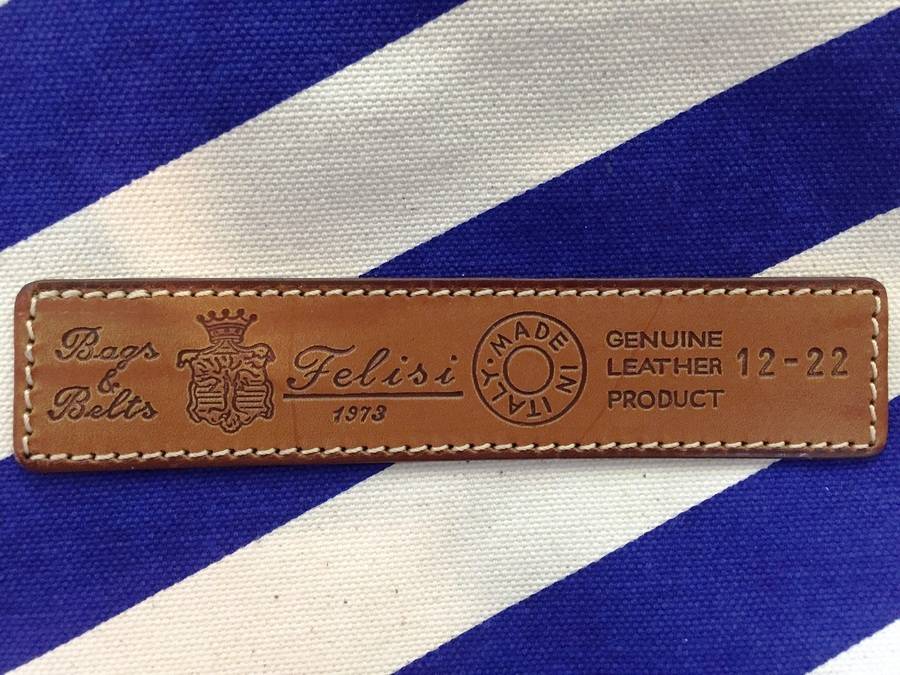 Bags
&
Belts
Felisi
1973
MADE IN ITALY
GENUINE
LEATHER
PRODUCT
12-22